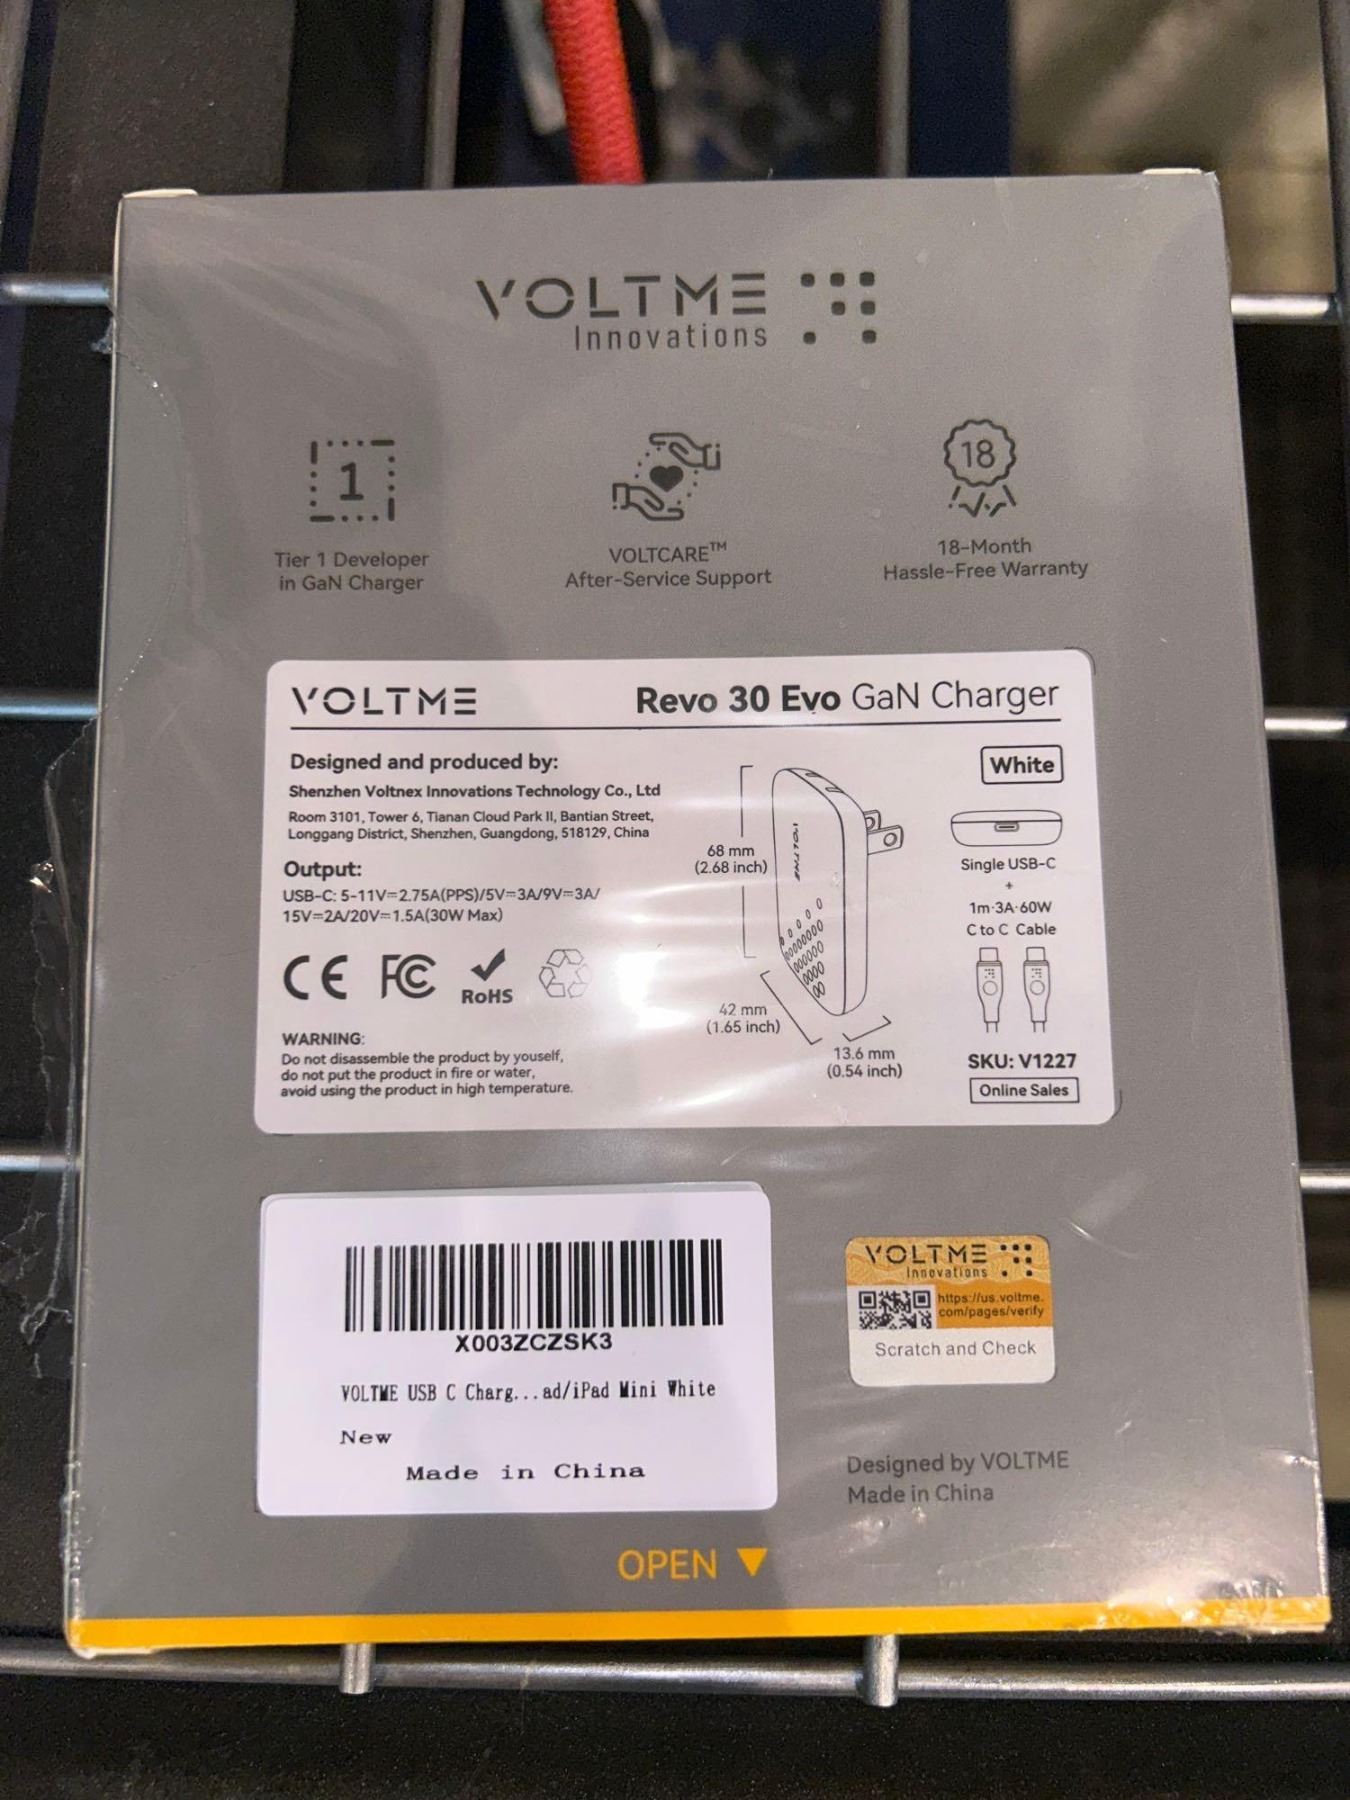 VOLTME
Innovations
1
Tier 1 Developer
in GaN Charger
VOLTCARE™
After-Service Support
18
18-Month
Hassle-Free Warranty
VOLTME
Revo 30 Evo GaN Charger
Designed and produced by:
Shenzhen Voltnex Innovations Technology Co., Ltd
Room 3101, Tower 6, Tianan Cloud Park II, Bantian Street,
Longgang District, Shenzhen, Guangdong, 518129, China
Output:
USB-C: 5-11V=2.75A(PPS)/5V=3A/9V=3A/
15V=2A/20V=1.5A(30W Max)
CE FC RoHS
WARNING:
Do not disassemble the product by youself,
do not put the product in fire or water,
avoid using the product in high temperature.
VOLTME
68 mm
(2.68 inch)
42 mm
(1.65 inch)
13.6 mm
(0.54 inch)
White
Single USB-C
+
1m·3A·60W
C to C Cable
SKU: V1227
Online Sales
X003ZCZSK3
VOLTME USB C Charg...ad/iPad Mini White
New
Made in China
VOLTME
Innovations
https://us.voltme.
com/pages/verify
Scratch and Check
Designed by VOLTME
Made in China
OPEN